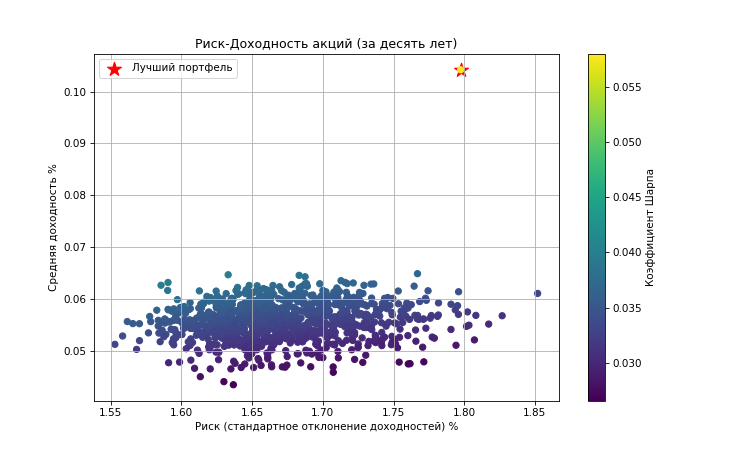 Риск-Доходность акций (за десять лет)
Лучший портфель
Средняя доходность %
0.10
0.09
0.08
0.07
0.06
0.05
1.55 1.60 1.65 1.70 1.75 1.80 1.85
Риск (стандартное отклонение доходностей) %
0.055
0.050
0.045
0.040
0.035
0.030
Коэффициент Шарпа